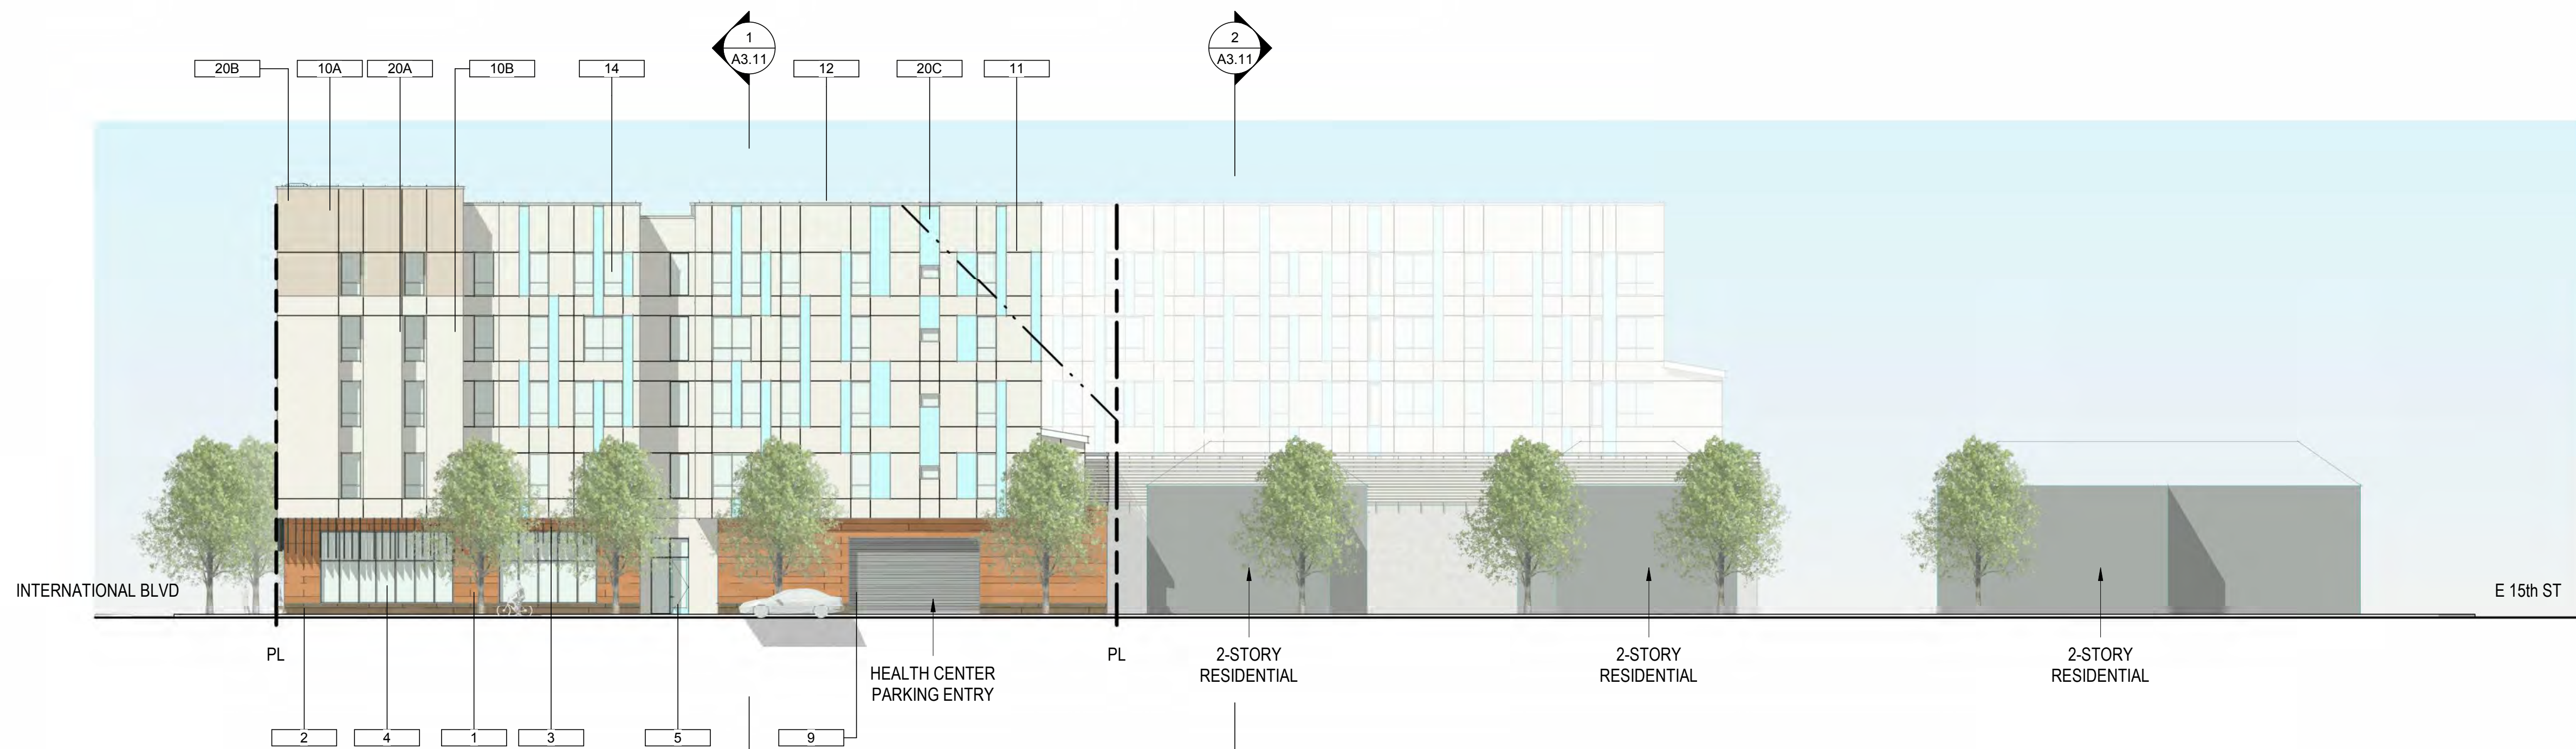 1
A3.11
2
A3.11
20B
10A
20A
10B
14
12
20C
11
INTERNATIONAL BLVD
E 15th ST
PL
PL
HEALTH CENTER
PARKING ENTRY
2-STORY
RESIDENTIAL
2-STORY
RESIDENTIAL
2-STORY
RESIDENTIAL
2
4
1
3
5
9